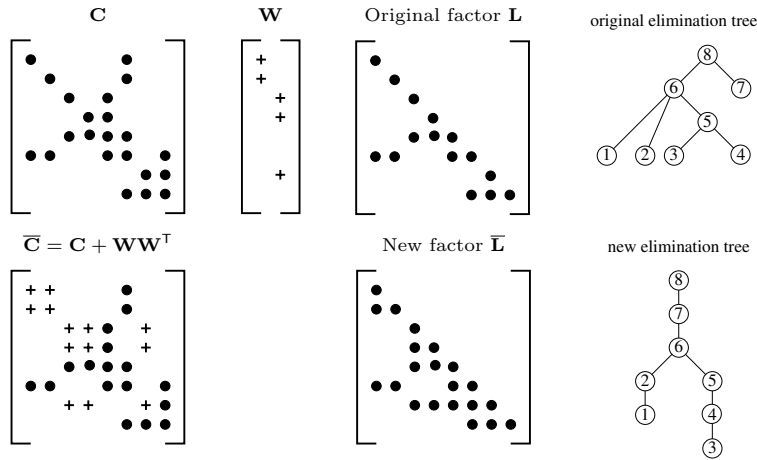 C
W
Original factor L
original elimination tree
8
6
7
5
1
2
3
4
C̅ = C + WWᵀ
New factor L̅
new elimination tree
8
7
6
2
5
1
4
3